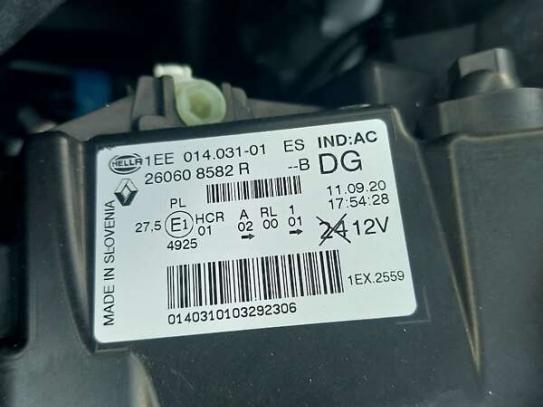 HELLA 1EE 014.031-01 ES IND:AC
26060 8582 R --B DG
11.09.20
17:54:28
PL
27,5 E1 HCR A RL 1
01 02 00 01
4925
24 12V
1EX.2559
MADE IN SLOVENIA
0140310103292306